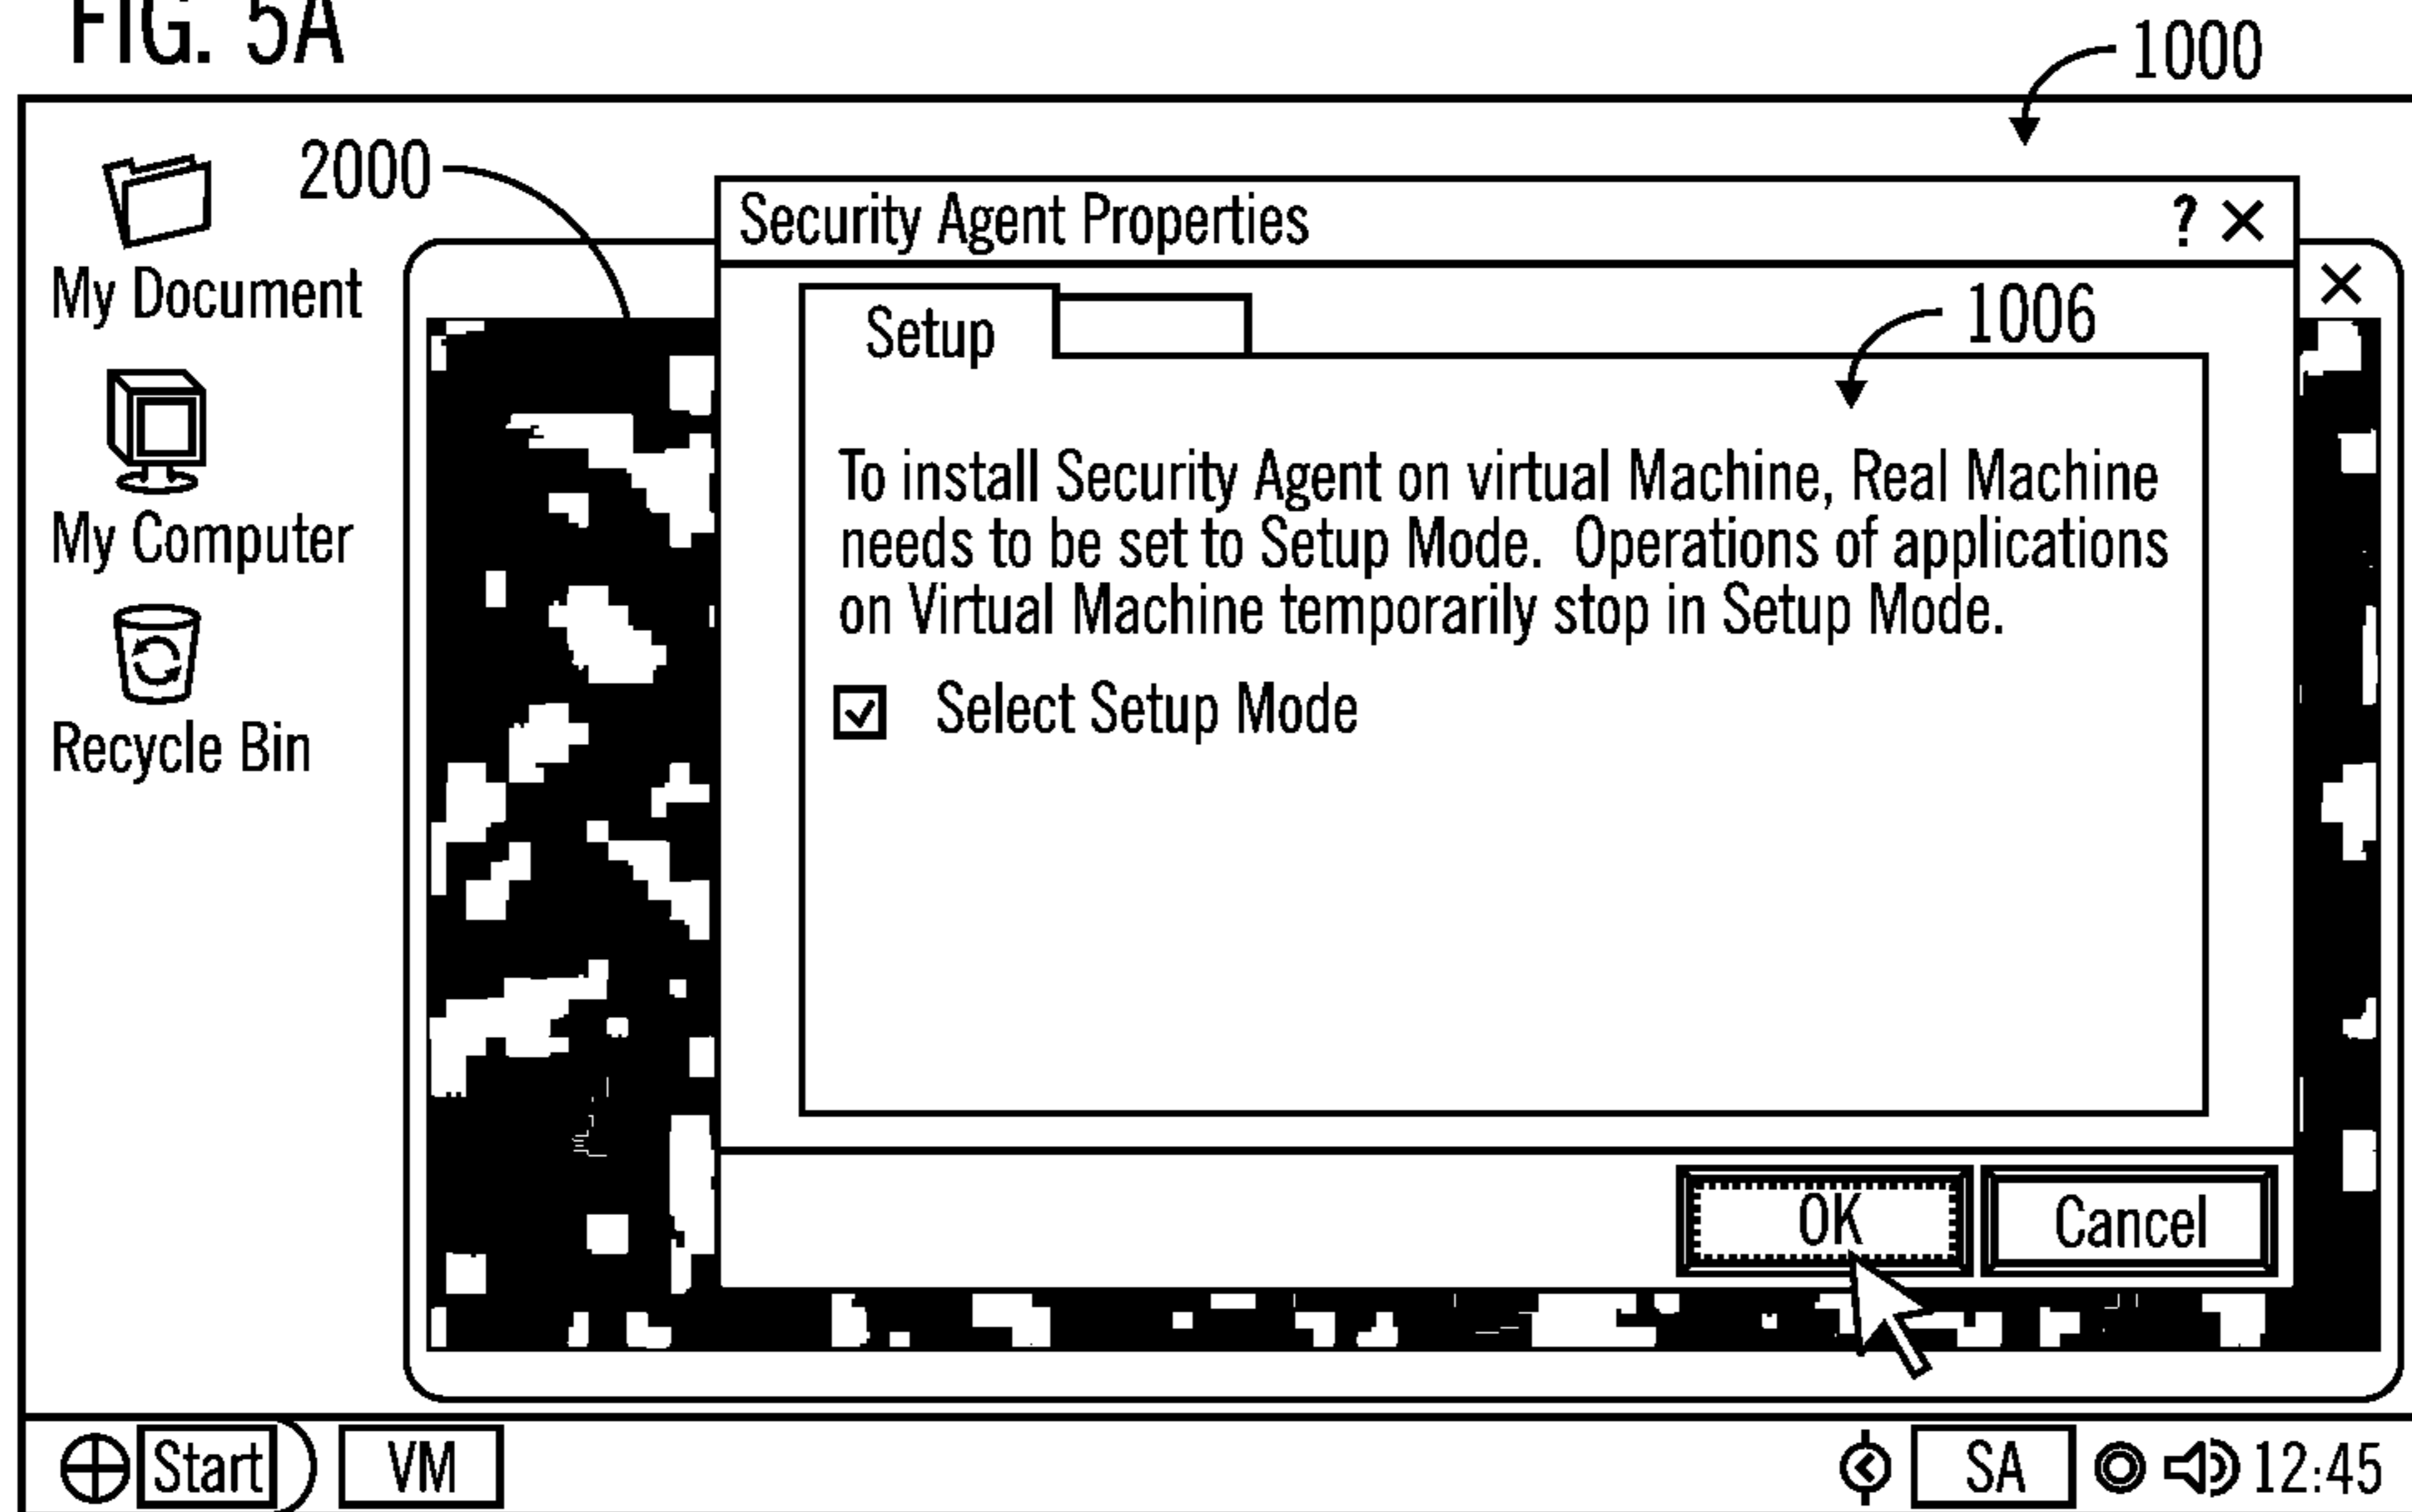 FIG. 5A
1000
2000
My Document
My Computer
Recycle Bin
Security Agent Properties ?
Setup
1006
To install Security Agent on virtual Machine, Real Machine
needs to be set to Setup Mode. Operations of applications
on Virtual Machine temporarily stop in Setup Mode.
Select Setup Mode
OK Cancel
Start VM SA 12:45